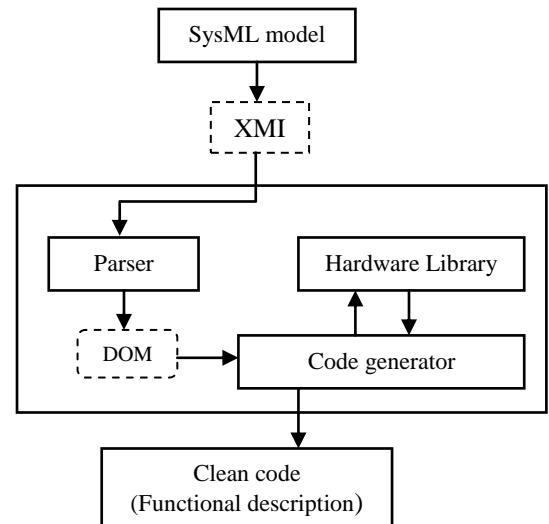 SysML model
XMI
Parser
Hardware Library
DOM
Code generator
Clean code
(Functional description)